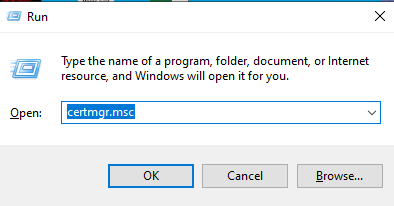 Run
Type the name of a program, folder, document, or Internet
resource, and Windows will open it for you.
Open: certmgr.msc
OK Cancel Browse...